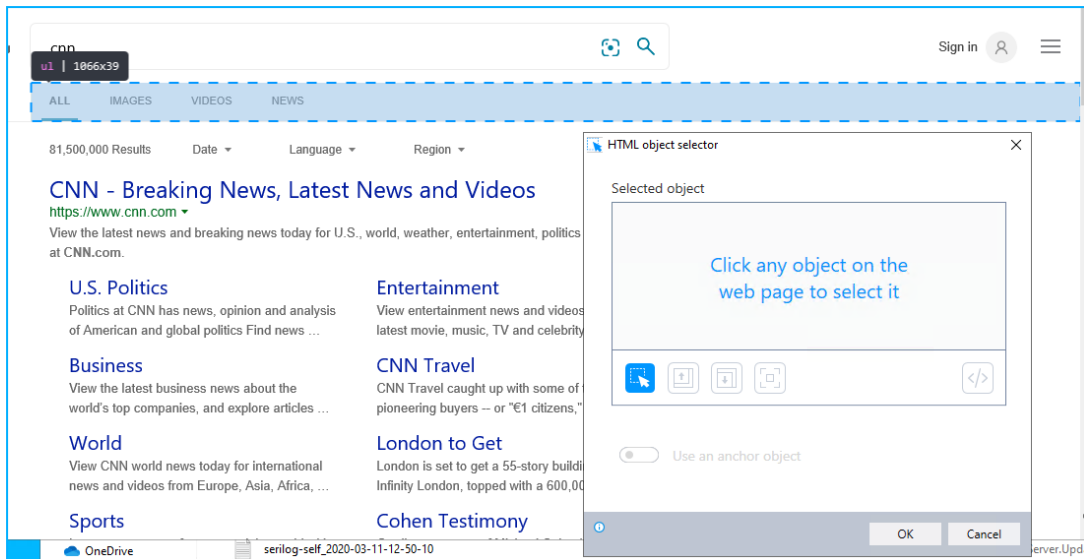 cnn
Sign in
ul | 1066x39
ALL IMAGES VIDEOS NEWS
81,500,000 Results Date Language Region
CNN - Breaking News, Latest News and Videos
https://www.cnn.com
View the latest news and breaking news today for U.S., world, weather, entertainment, politics
at CNN.com.
U.S. Politics
Politics at CNN has news, opinion and analysis
of American and global politics Find news ...
Entertainment
View entertainment news and videos
latest movie, music, TV and celebrity
Business
View the latest business news about the
world's top companies, and explore articles ...
CNN Travel
CNN Travel caught up with some of
pioneering buyers -- or "€1 citizens,"
World
View CNN world news today for international
news and videos from Europe, Asia, Africa, ...
London to Get
London is set to get a 55-story buildi
Infinity London, topped with a 600,00
Sports
Cohen Testimony
HTML object selector
Selected object
Click any object on the
web page to select it
</>
Use an anchor object
OK Cancel
OneDrive
serilog-self_2020-03-11-12-50-10
erver.Upd